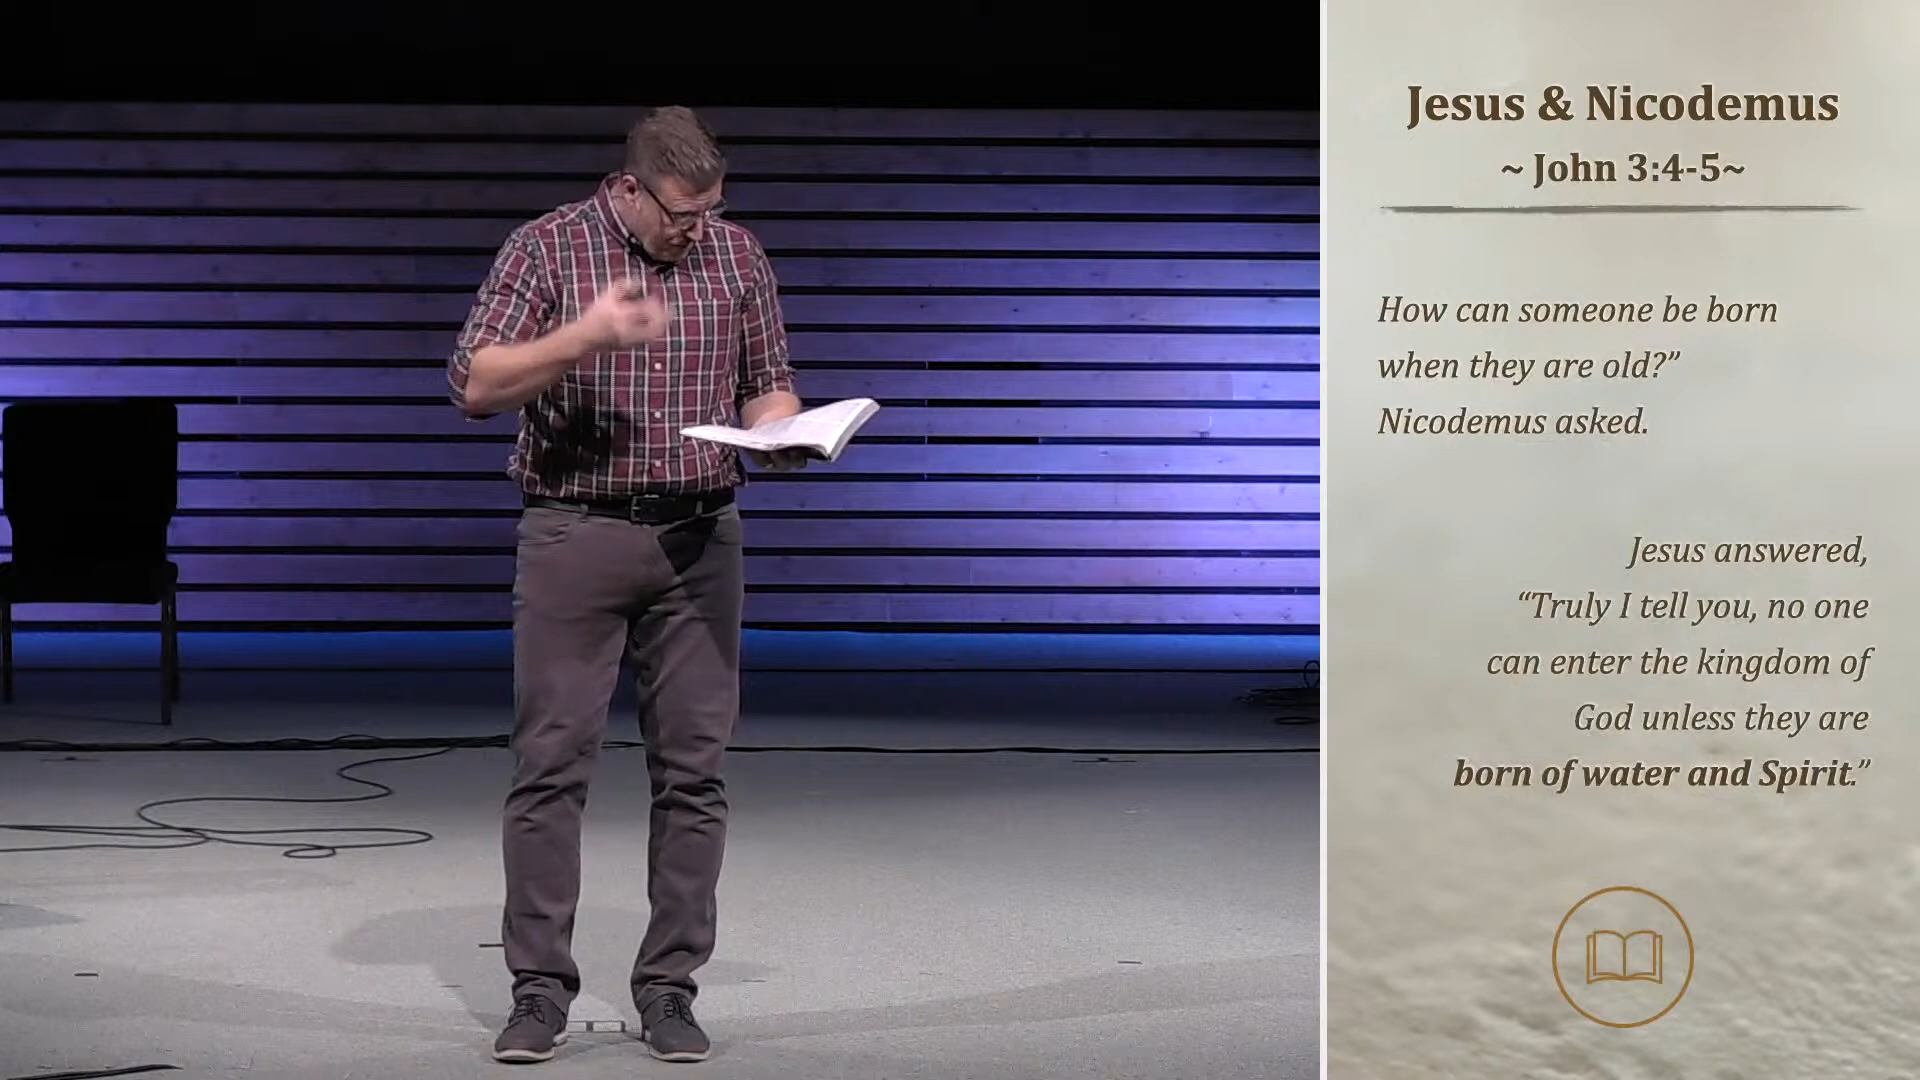 Jesus & Nicodemus
~ John 3:4-5~
How can someone be born
when they are old?”
Nicodemus asked.
Jesus answered,
“Truly I tell you, no one
can enter the kingdom of
God unless they are
born of water and Spirit.”